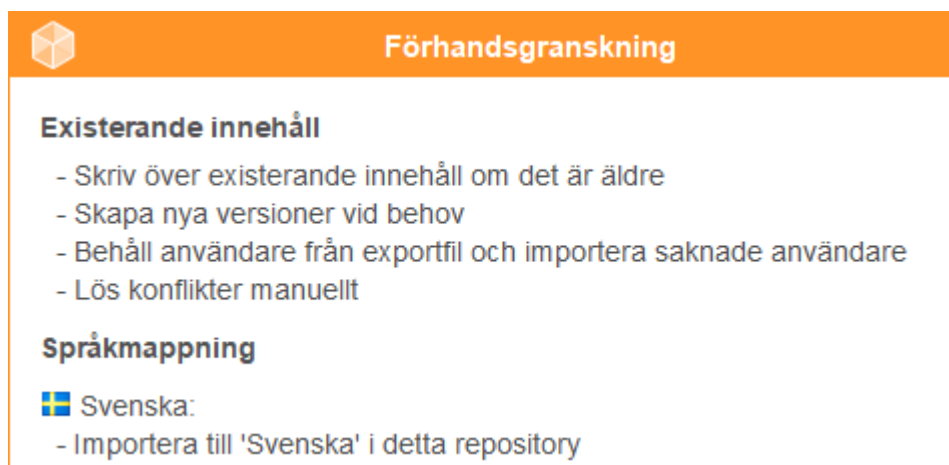 Förhandsgranskning
Existerande innehåll
- Skriv över existerande innehåll om det är äldre
- Skapa nya versioner vid behov
- Behåll användare från exportfil och importera saknade användare
- Lös konflikter manuellt
Språkmappning
Svenska:
- Importera till 'Svenska' i detta repository